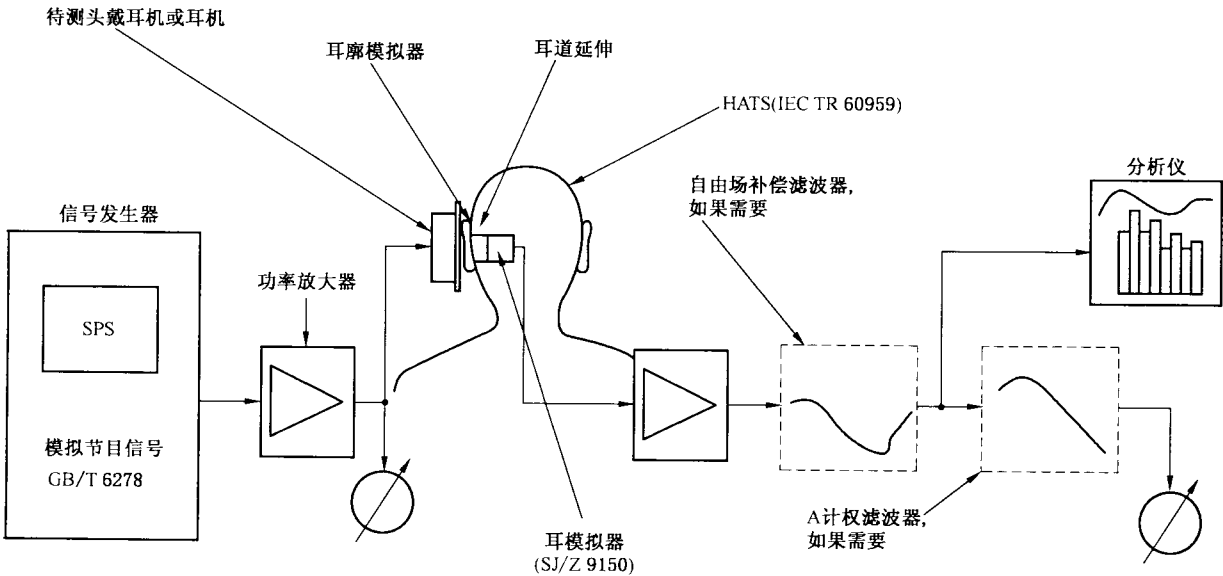 待测头戴耳机或耳机
耳廓模拟器
耳道延伸
HATS(IEC TR 60959)
自由场补偿滤波器,
如果需要
分析仪
信号发生器
功率放大器
SPS
模拟节目信号
GB/T 6278
耳模拟器
(SJ/Z 9150)
A计权滤波器,
如果需要